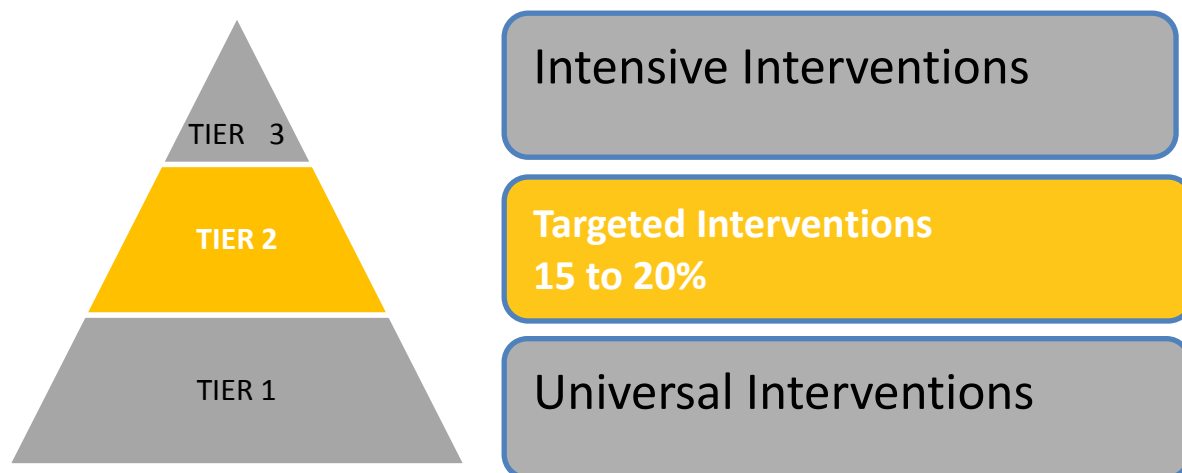 TIER 3
Intensive Interventions
TIER 2
Targeted Interventions
15 to 20%
TIER 1
Universal Interventions